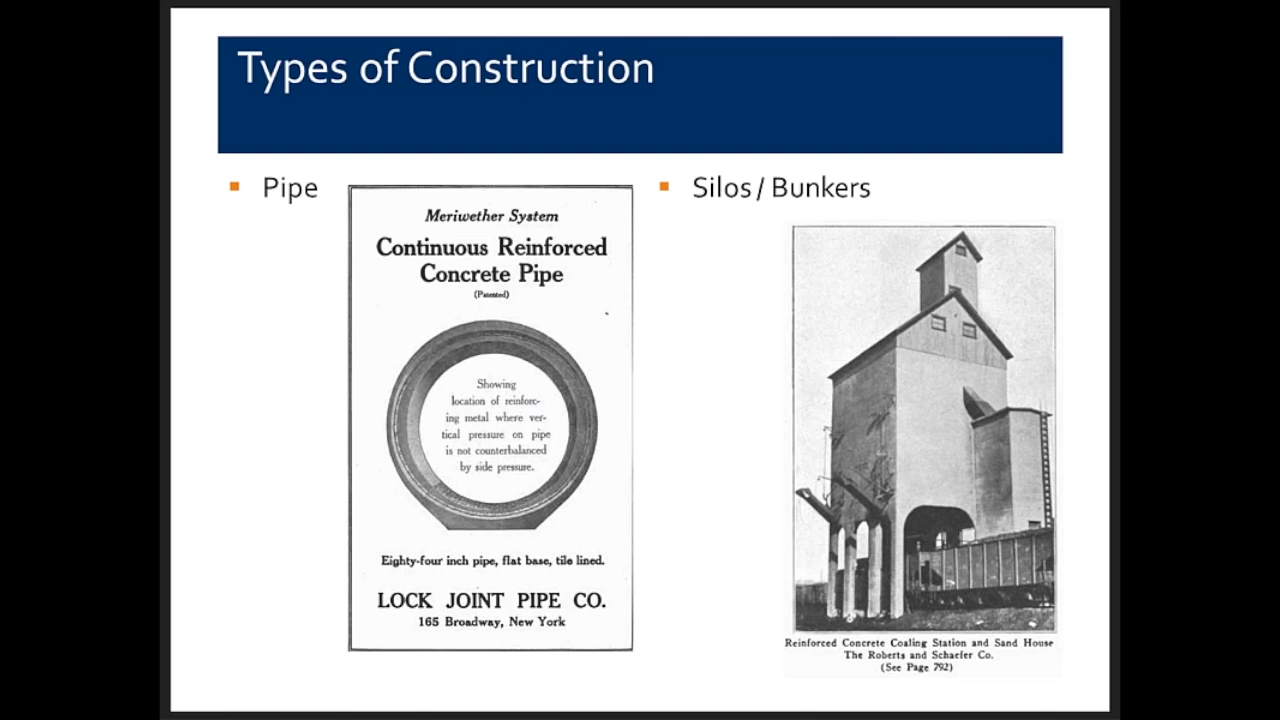 Types of Construction
Pipe
Meriwether System
Continuous Reinforced
Concrete Pipe
(Patented)
Showing
location of reinforc-
ing metal where ver-
tical pressure on pipe
is not counterbalanced
by side pressure.
Eighty-four inch pipe, flat base, tile lined.
LOCK JOINT PIPE CO.
165 Broadway, New York
Silos / Bunkers
Reinforced Concrete Coaling Station and Sand House
The Roberts and Schaefer Co.
(See Page 792)